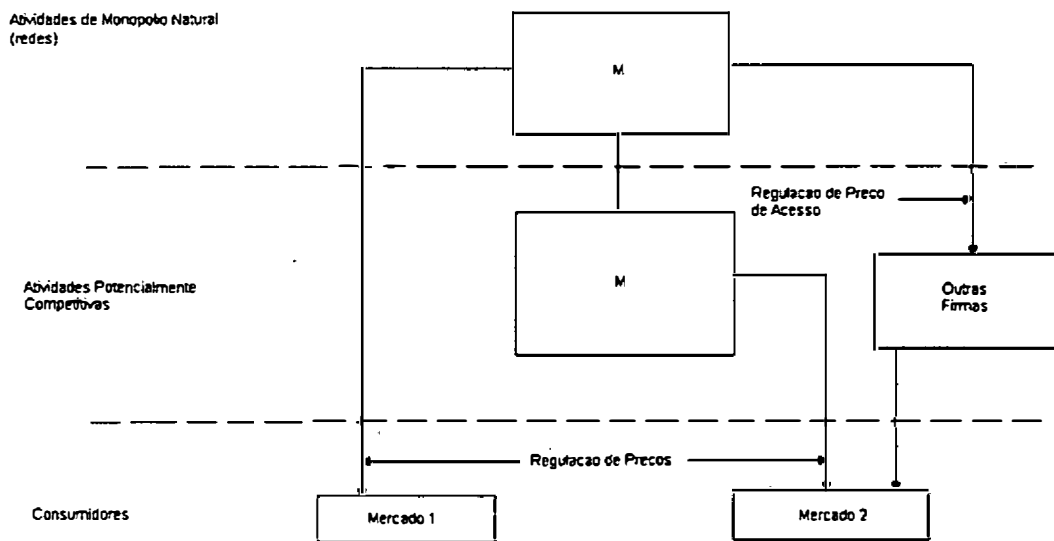 Atividades de Monopolio Natural
(redes)
M
Regulacao de Preco
de Acesso
M
Atividades Potencialmente
Competitivas
Outras
Firmas
Regulacao de Precos
Consumidores
Mercado 1
Mercado 2